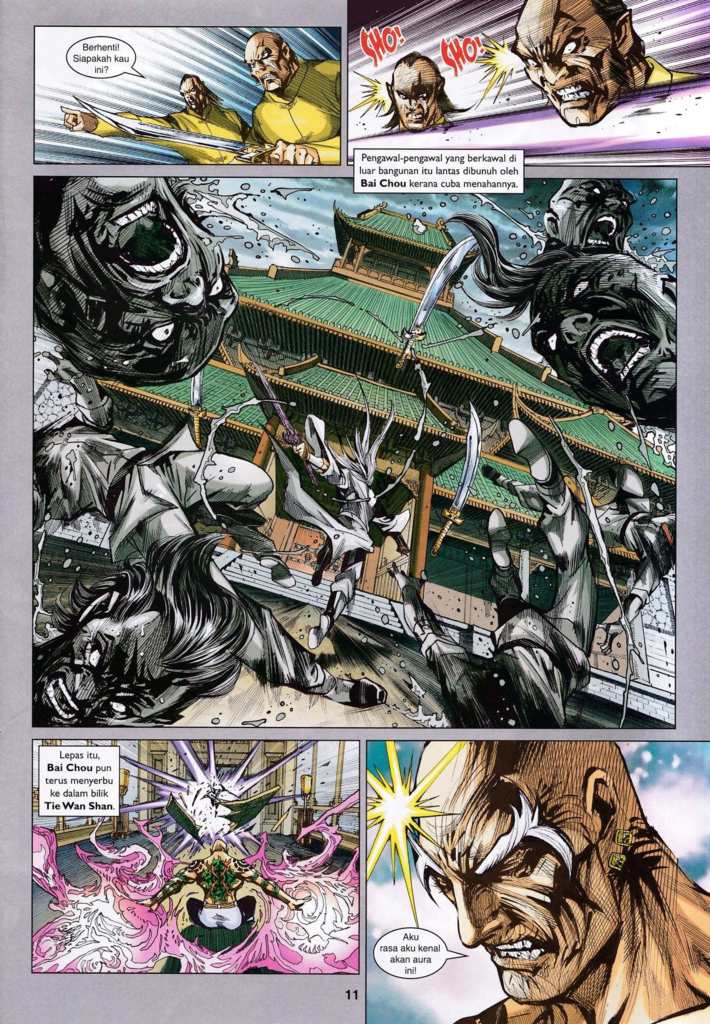 Berhenti!
Siapakah kau
ini?
CHO!
CHO!
Pengawal-pengawal yang berkawal di
luar bangunan itu lantas dibunuh oleh
Bai Chou kerana cuba menahannya.
Lepas itu,
Bai Chou pun
terus menyerbu
ke dalam bilik
Tie Wan Shan.
Aku
rasa aku kenal
akan aura
ini!
11